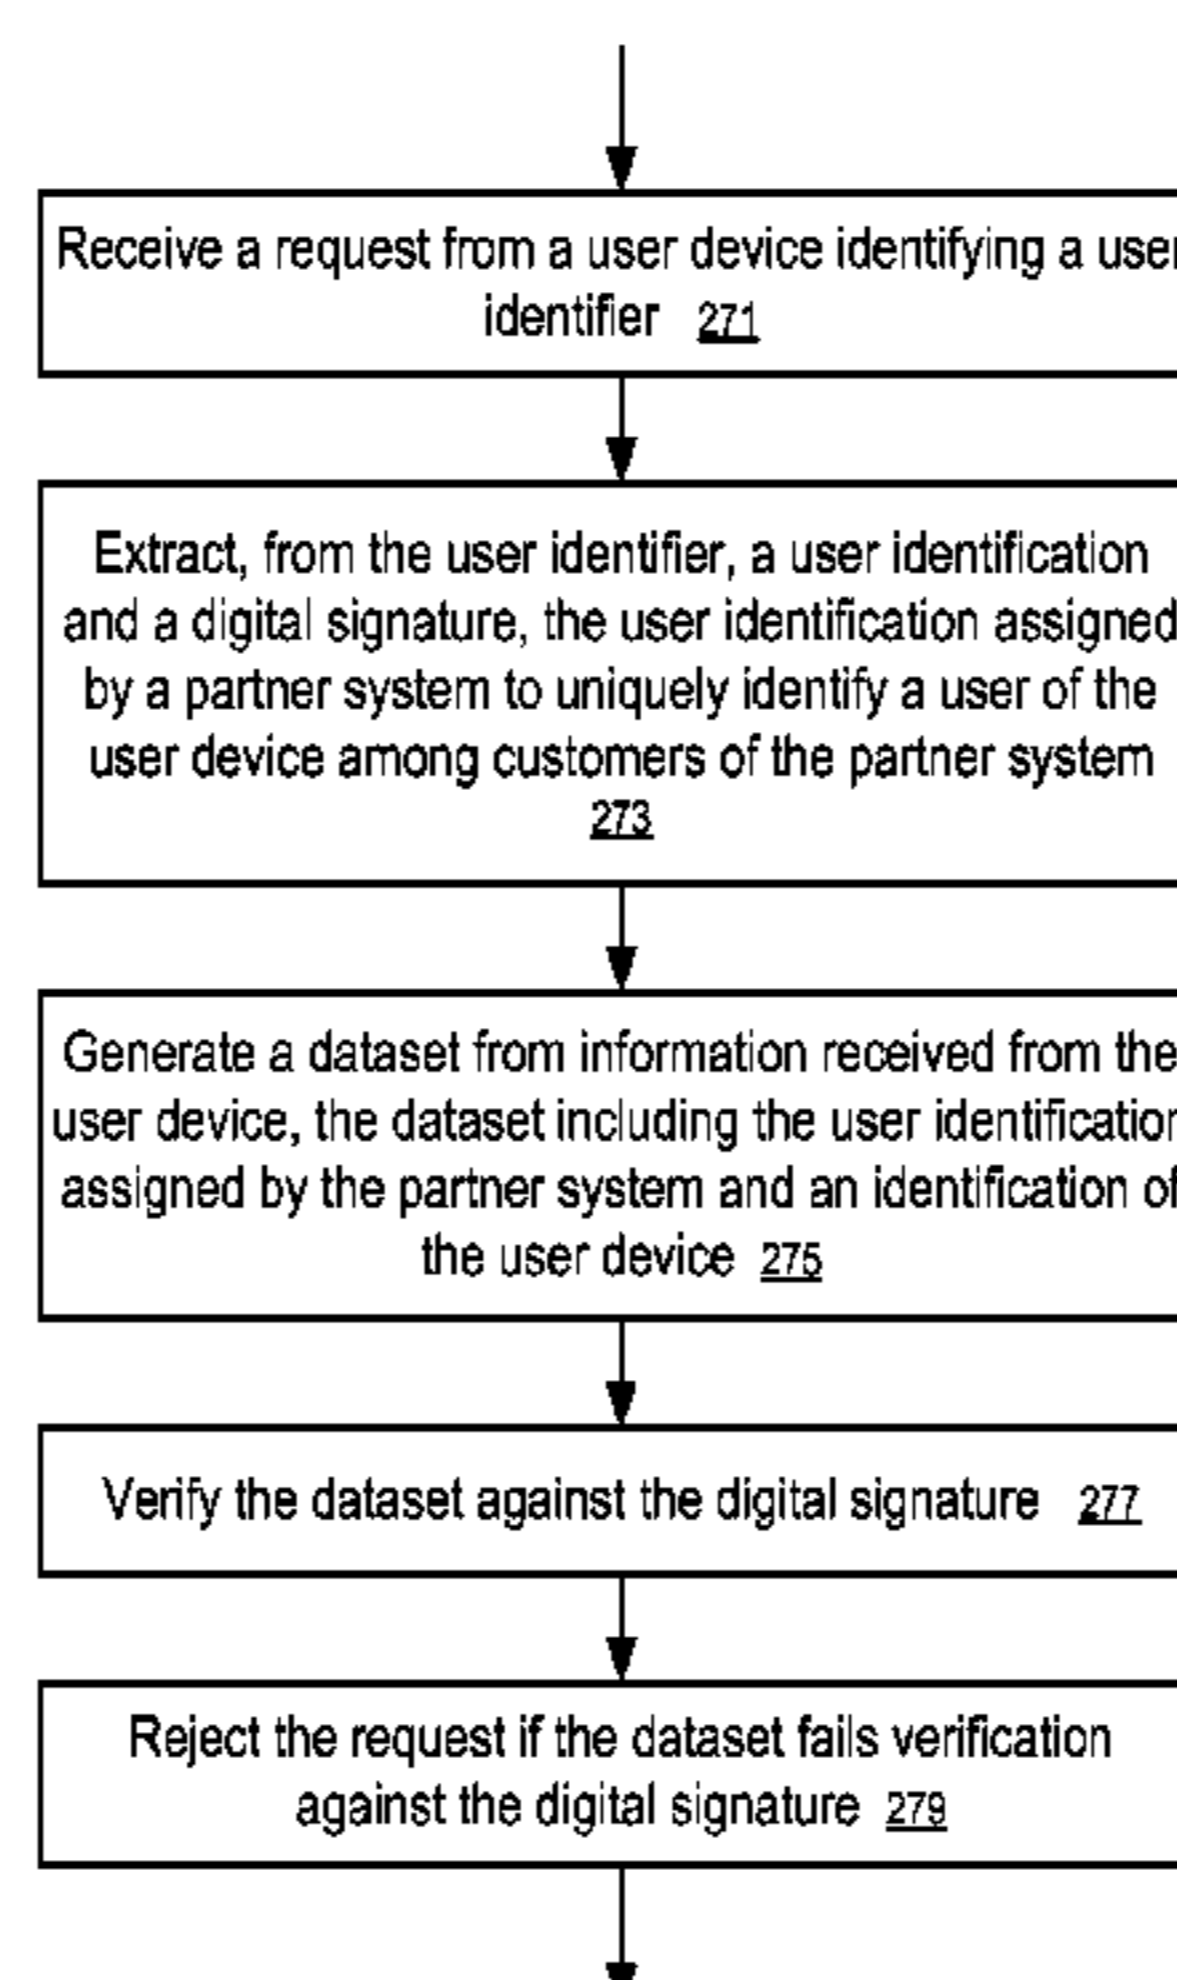 Receive a request from a user device identifying a user
identifier 271
Extract, from the user identifier, a user identification
and a digital signature, the user identification assigned
by a partner system to uniquely identify a user of the
user device among customers of the partner system
273
Generate a dataset from information received from the
user device, the dataset including the user identification
assigned by the partner system and an identification of
the user device 275
Verify the dataset against the digital signature 277
Reject the request if the dataset fails verification
against the digital signature 279